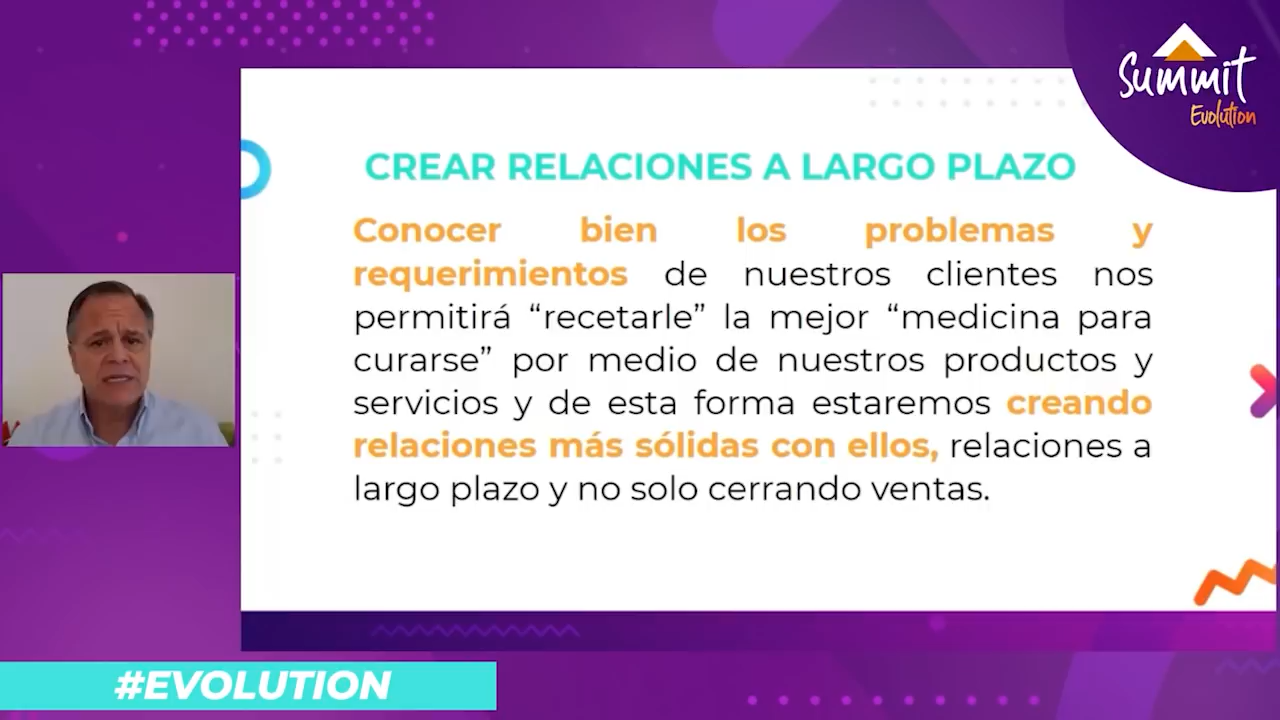 Summit
Evolution
CREAR RELACIONES A LARGO PLAZO
Conocer bien los problemas y
requerimientos de nuestros clientes nos
permitirá “recetarle” la mejor “medicina para
curarse” por medio de nuestros productos y
servicios y de esta forma estaremos creando
relaciones más sólidas con ellos, relaciones a
largo plazo y no solo cerrando ventas.
#EVOLUTION